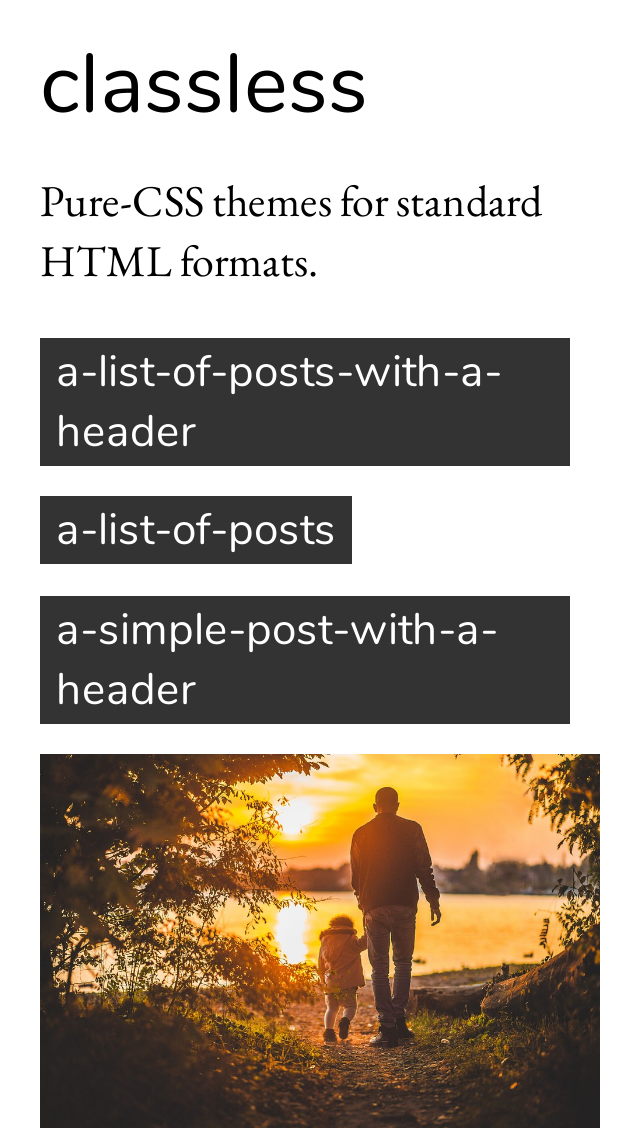 classless
Pure-CSS themes for standard
HTML formats.
a-list-of-posts-with-a-
header
a-list-of-posts
a-simple-post-with-a-
header